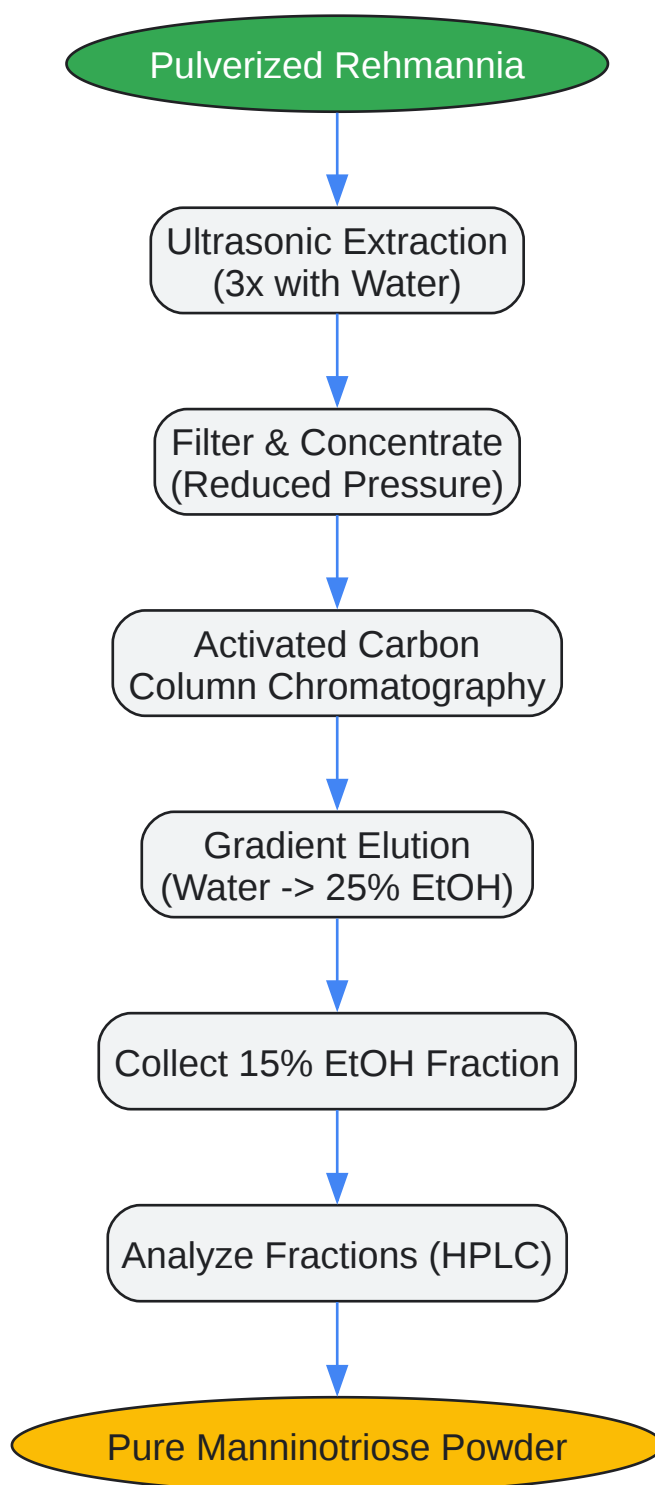 Pulverized Rehmannia
Ultrasonic Extraction
(3x with Water)
Filter & Concentrate
(Reduced Pressure)
Activated Carbon
Column Chromatography
Gradient Elution
(Water -> 25% EtOH)
Collect 15% EtOH Fraction
Analyze Fractions (HPLC)
Pure Manninotriose Powder